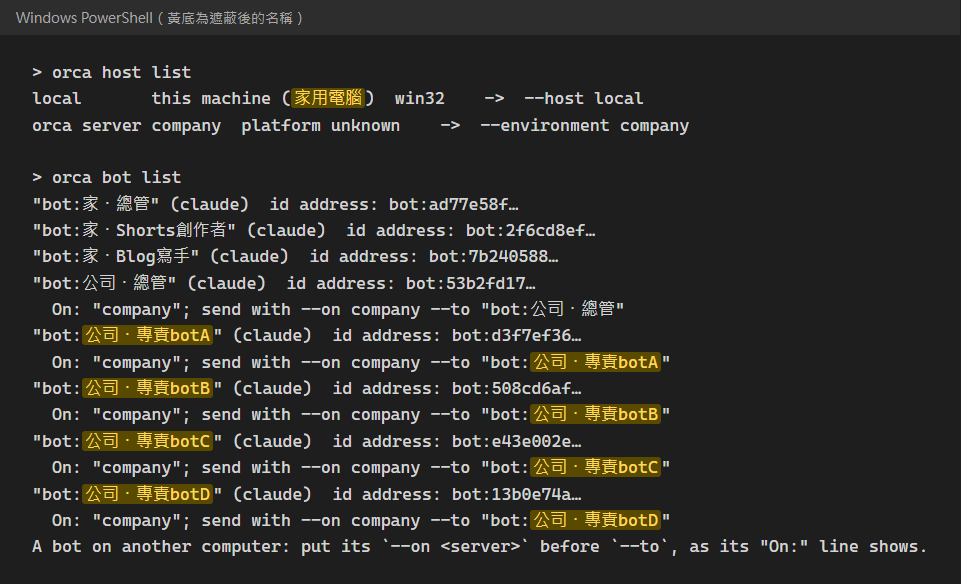 Windows PowerShell ( 黃底為遮蔽後的名稱 )
> orca host list
local       this machine (家用電腦)  win32    ->  --host local
orca server company  platform unknown    ->  --environment company
> orca bot list
"bot:家・總管" (claude)  id address: bot:ad77e58f…
"bot:家・Shorts創作者" (claude)  id address: bot:2f6cd8ef…
"bot:家・Blog寫手" (claude)  id address: bot:7b240588…
"bot:公司・總管" (claude)  id address: bot:53b2fd17…
  On: "company"; send with --on company --to "bot:公司・總管"
"bot:公司・專責botA" (claude)  id address: bot:d3f7ef36…
  On: "company"; send with --on company --to "bot:公司・專責botA"
"bot:公司・專責botB" (claude)  id address: bot:508cd6af…
  On: "company"; send with --on company --to "bot:公司・專責botB"
"bot:公司・專責botC" (claude)  id address: bot:e43e002e…
  On: "company"; send with --on company --to "bot:公司・專責botC"
"bot:公司・專責botD" (claude)  id address: bot:13b0e74a…
  On: "company"; send with --on company --to "bot:公司・專責botD"
A bot on another computer: put its `--on <server>` before `--to`, as its "On:" line shows.